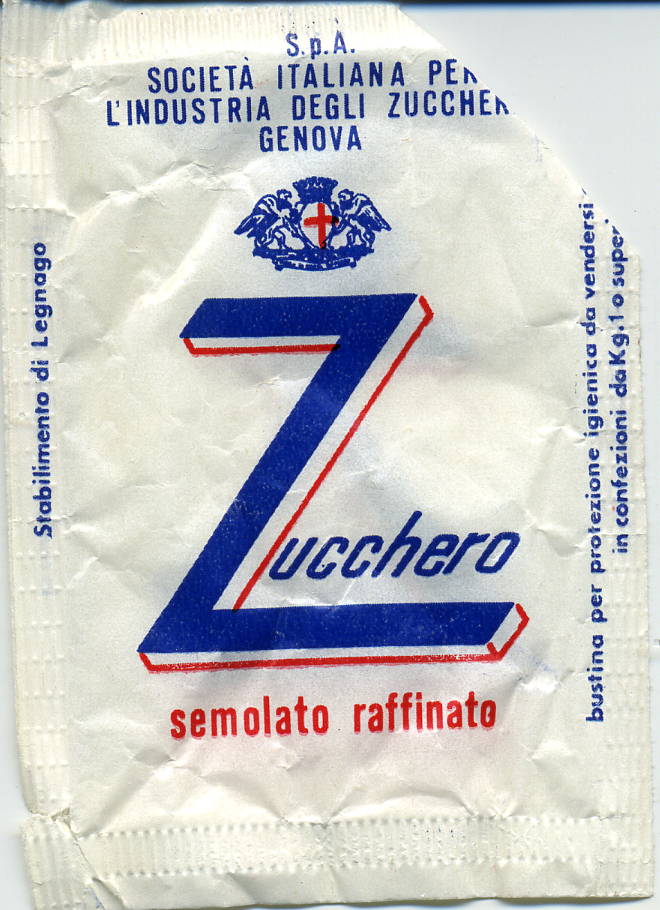 S.p.A.
SOCIETÀ ITALIANA PER
L'INDUSTRIA DEGLI ZUCCHER
GENOVA
Zucchero
semolato raffinato
Stabilimento di Legnago
bustina per protezione igienica da vendersi
in confezioni da Kg. 1 o super